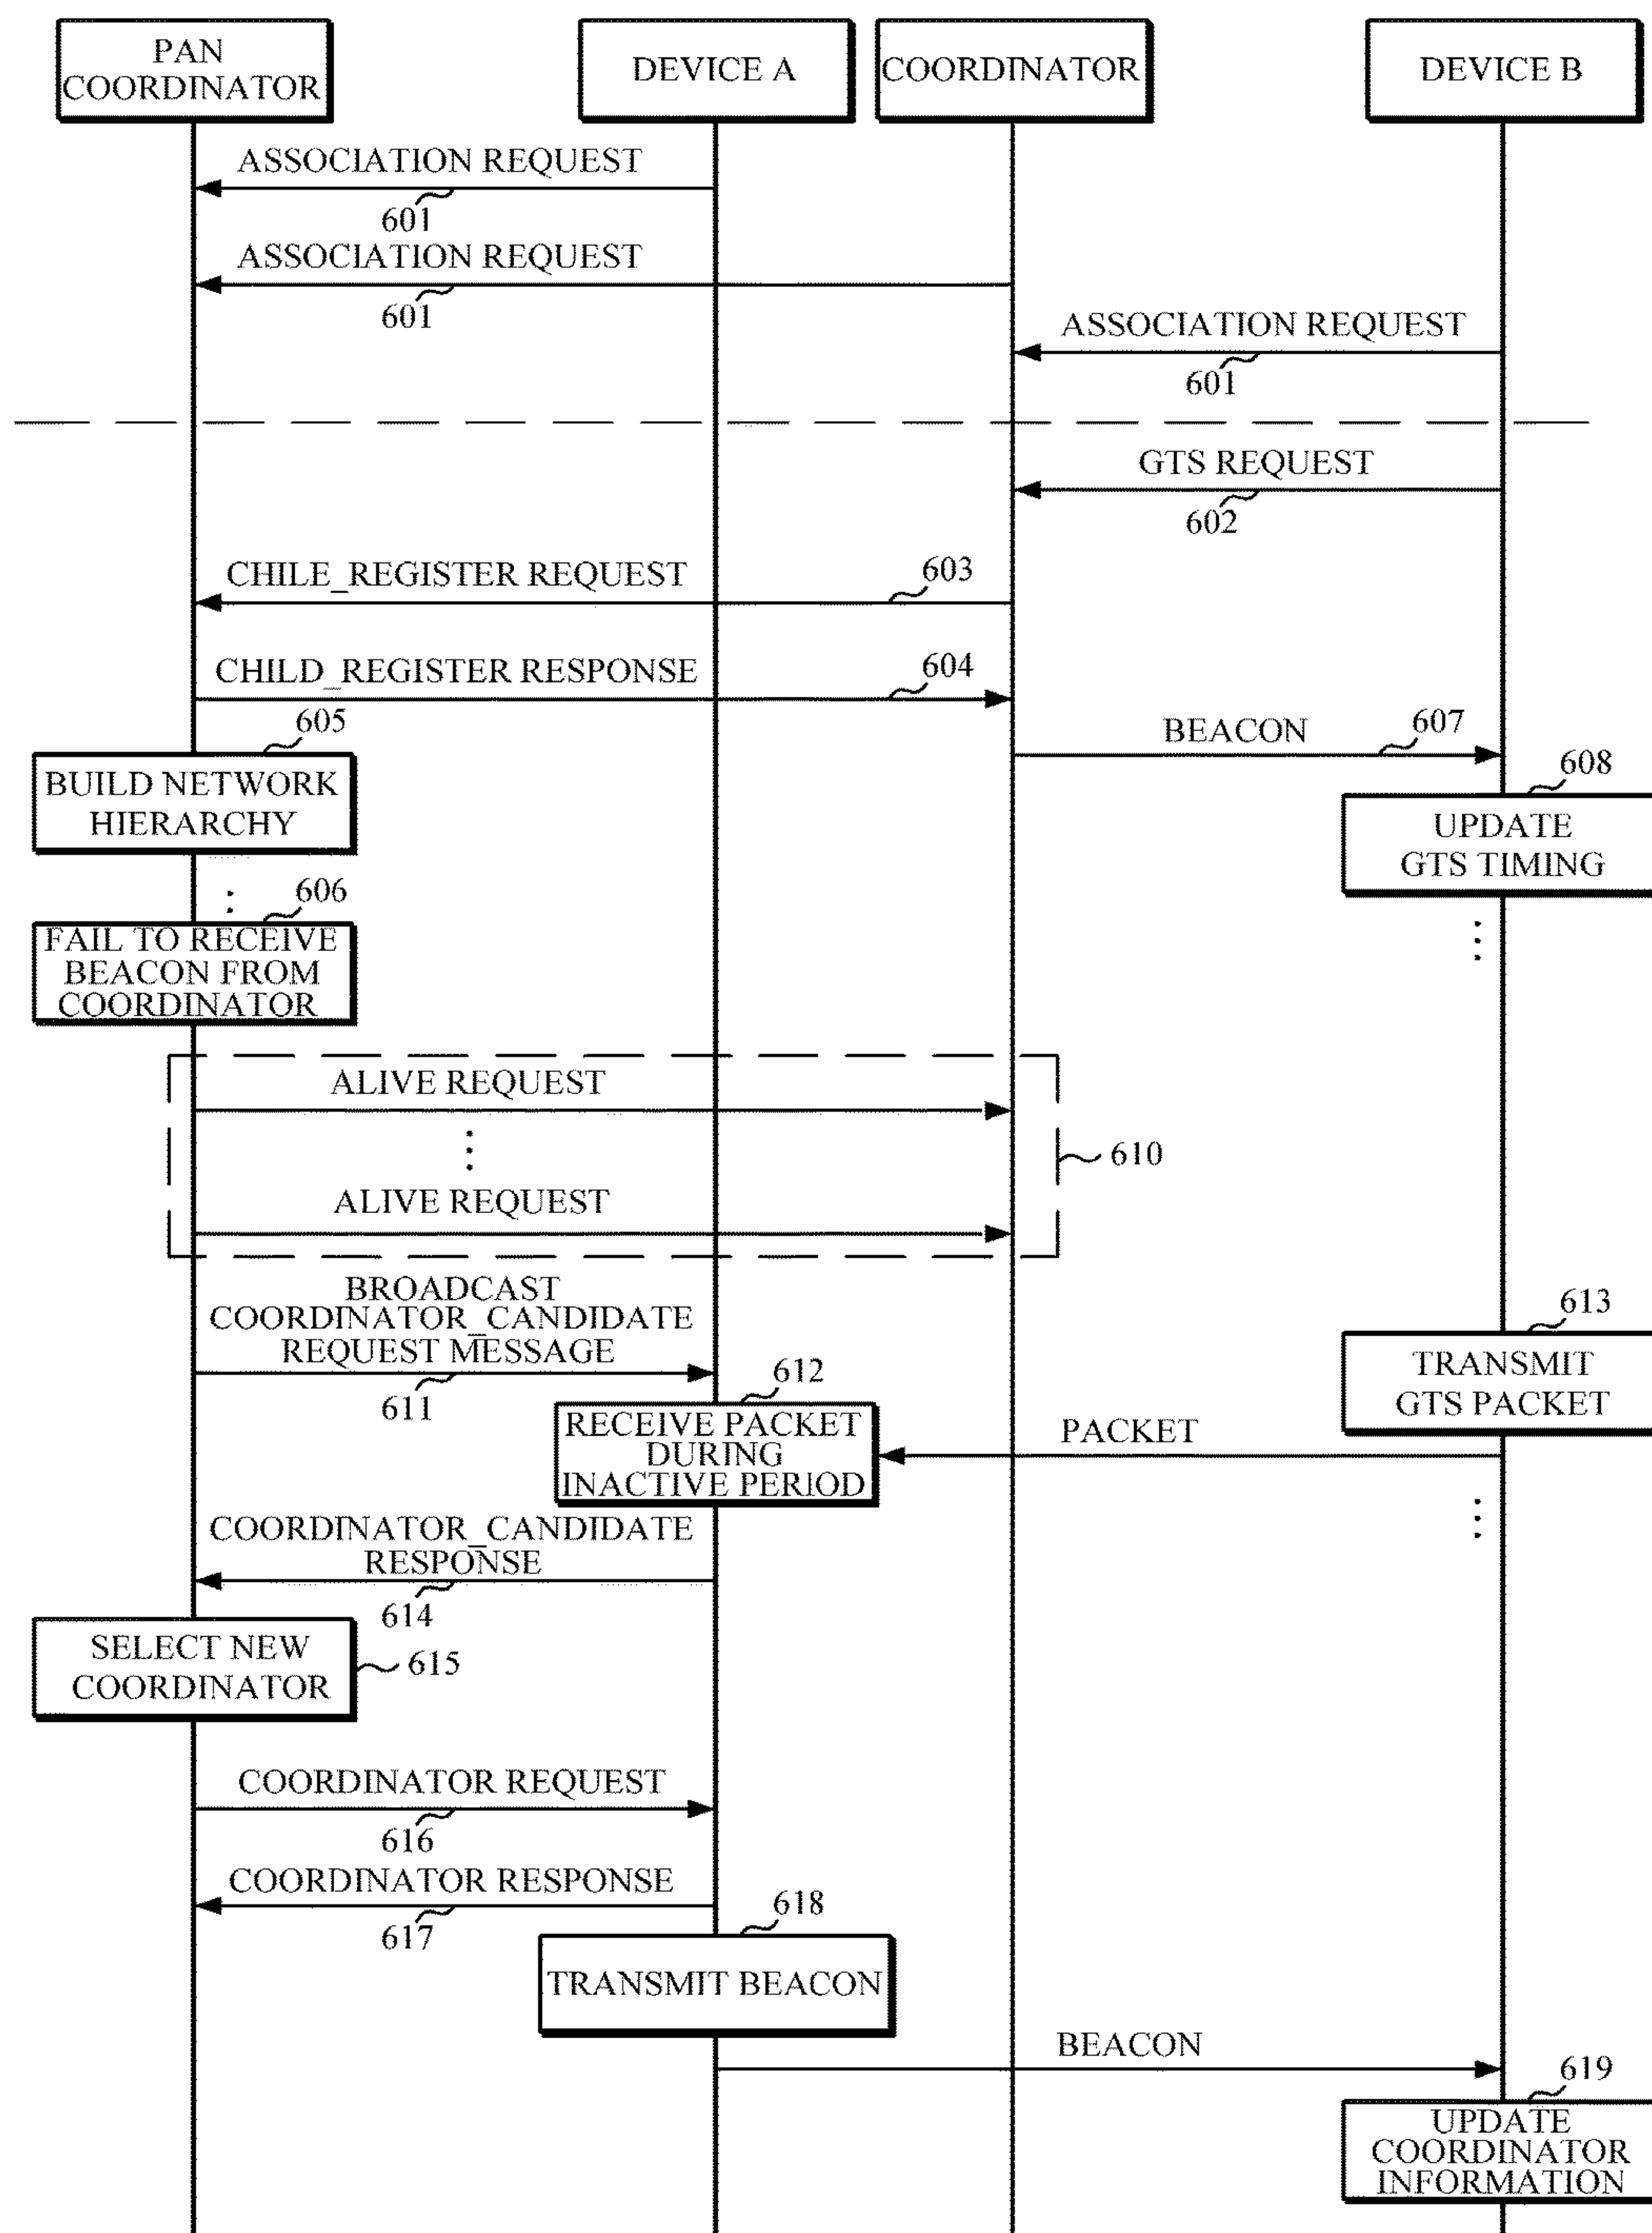 PAN
COORDINATOR
DEVICE A
COORDINATOR
DEVICE B
ASSOCIATION REQUEST
601
ASSOCIATION REQUEST
601
ASSOCIATION REQUEST
601
GTS REQUEST
602
CHILE_REGISTER REQUEST
603
CHILD_REGISTER RESPONSE
604
605
BUILD NETWORK
HIERARCHY
BEACON
607
608
UPDATE
GTS TIMING
606
FAIL TO RECEIVE
BEACON FROM
COORDINATOR
ALIVE REQUEST
ALIVE REQUEST
610
BROADCAST
COORDINATOR_CANDIDATE
REQUEST MESSAGE
611
612
RECEIVE PACKET
DURING
INACTIVE PERIOD
613
TRANSMIT
GTS PACKET
PACKET
COORDINATOR_CANDIDATE
RESPONSE
614
SELECT NEW
COORDINATOR
615
COORDINATOR REQUEST
616
COORDINATOR RESPONSE
617
618
TRANSMIT BEACON
BEACON
619
UPDATE
COORDINATOR
INFORMATION